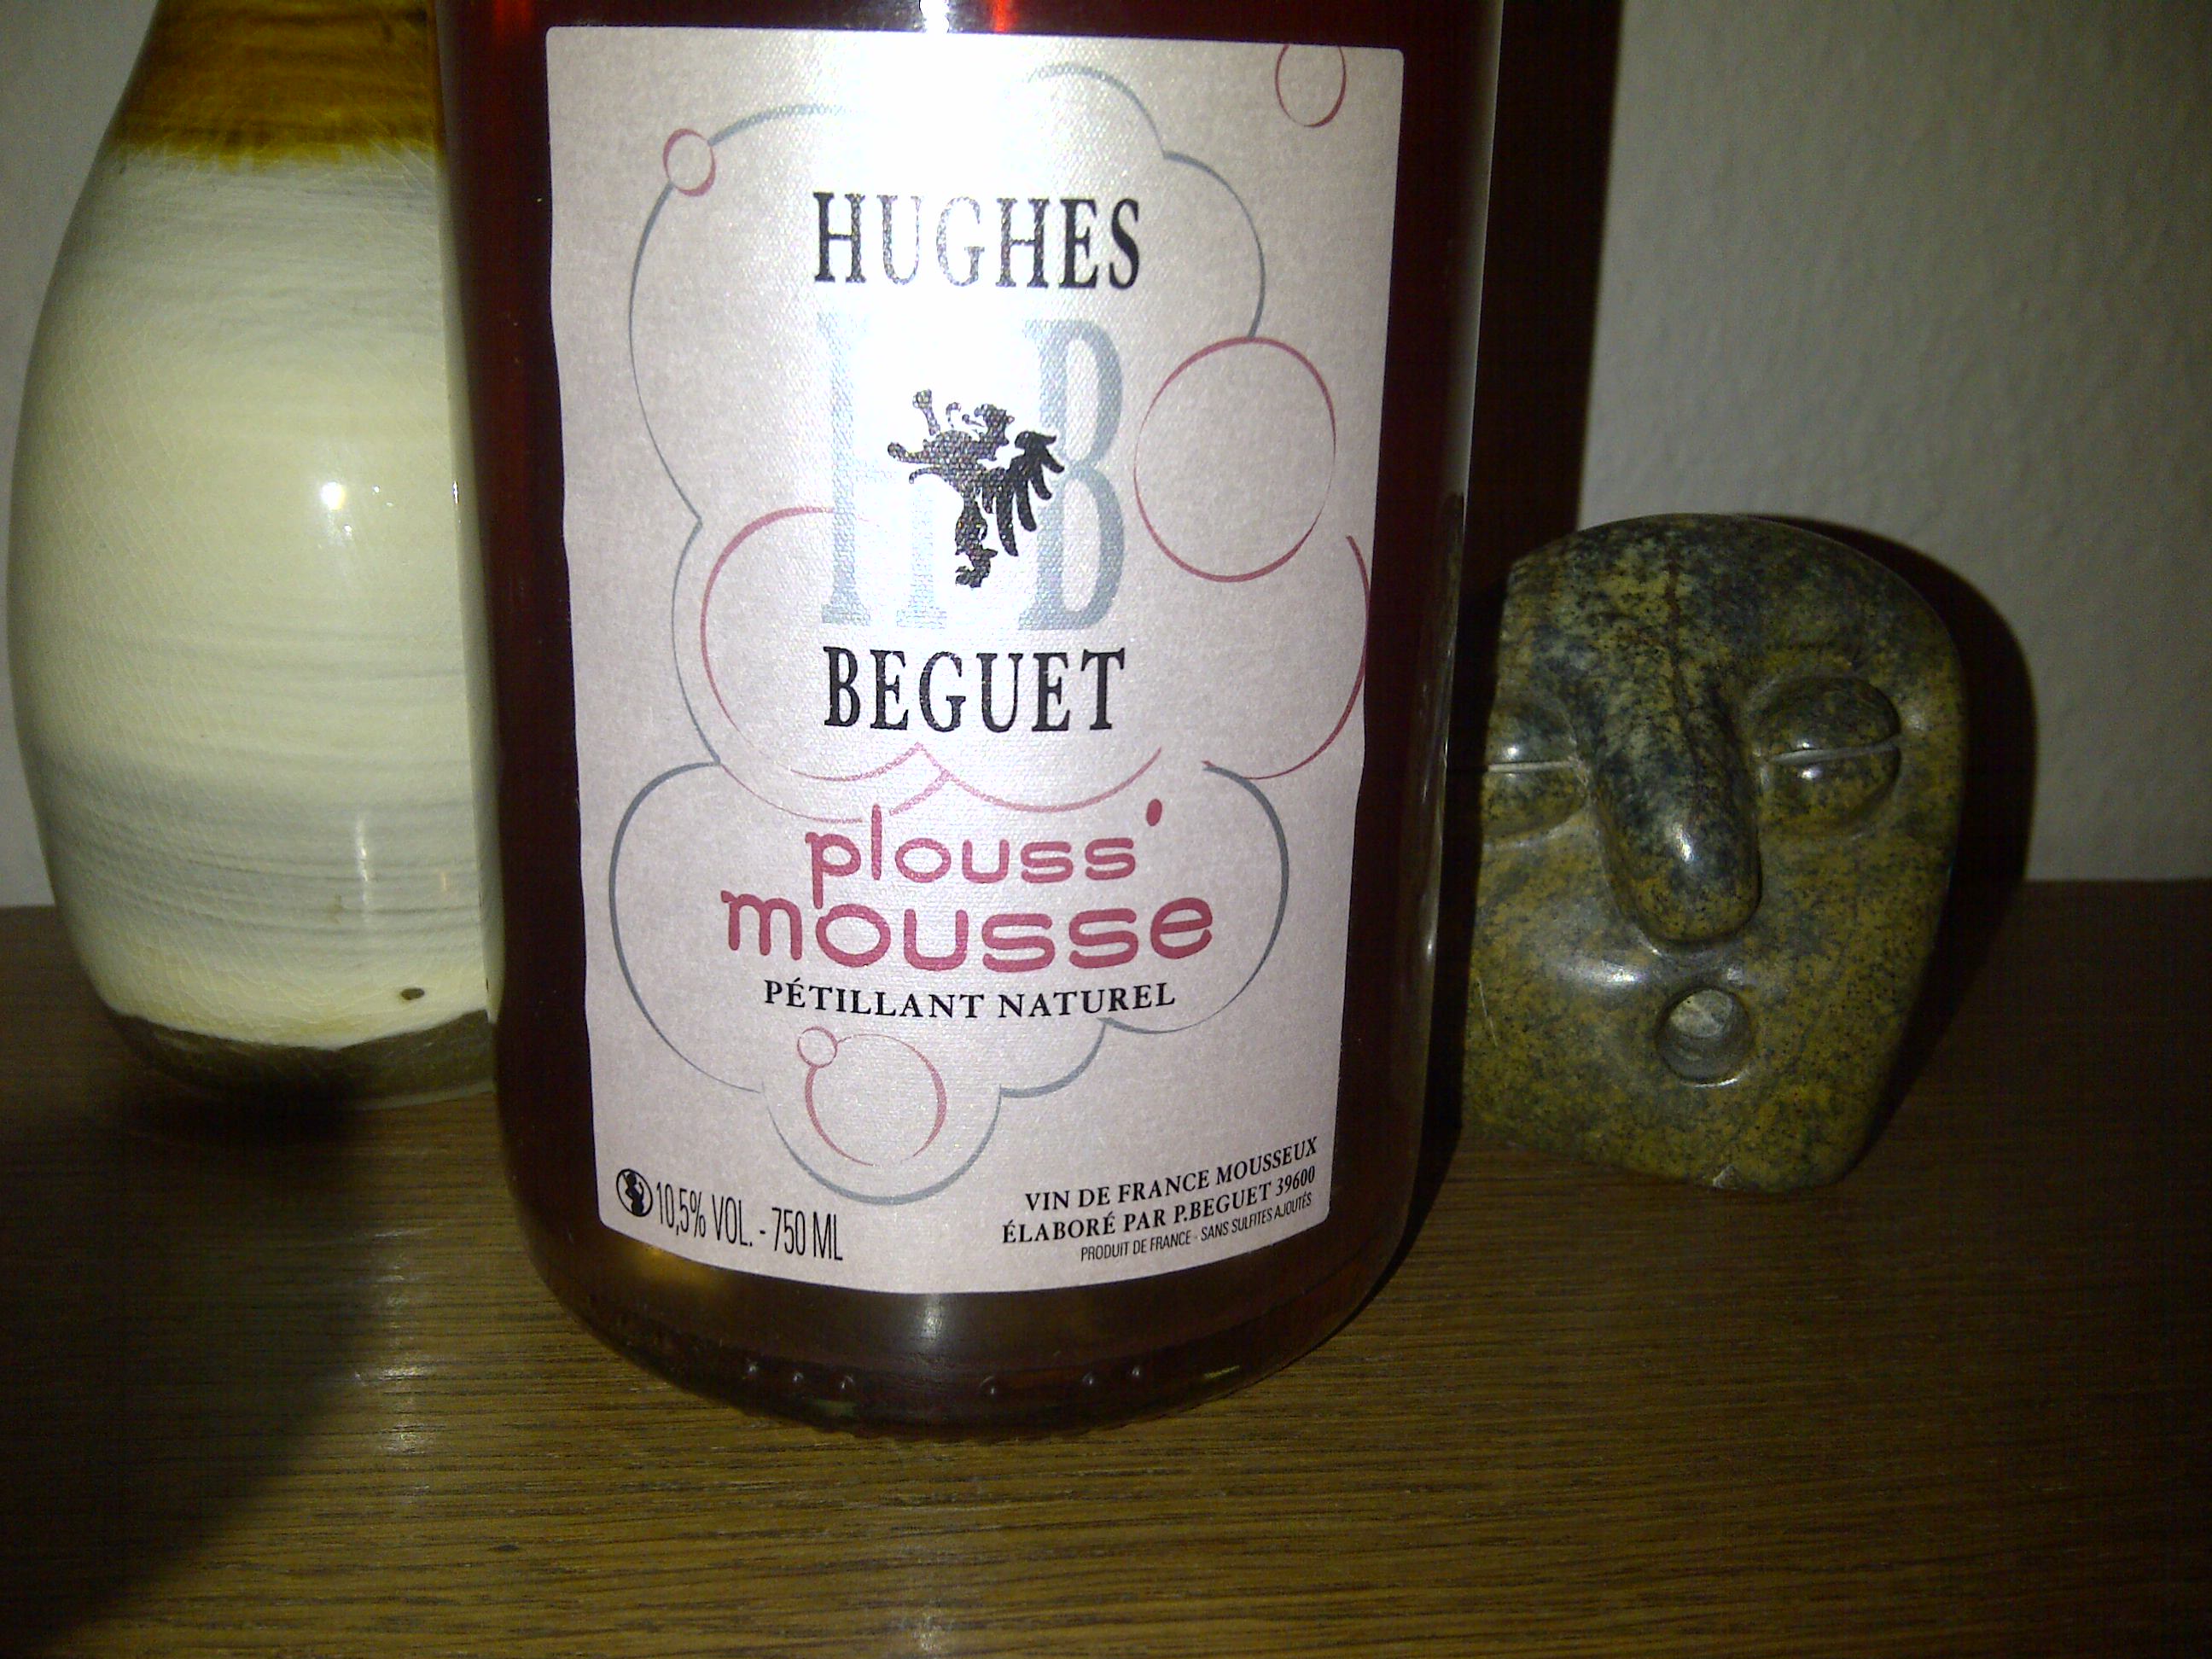 HUGHES
HB
BEGUET
plouss'
mousse
PÉTILLANT NATUREL
10,5% VOL. - 750 ML
VIN DE FRANCE MOUSSEUX
ÉLABORÉ PAR P.BEGUET 39600
PRODUIT DE FRANCE - SANS SULFITES AJOUTÉS